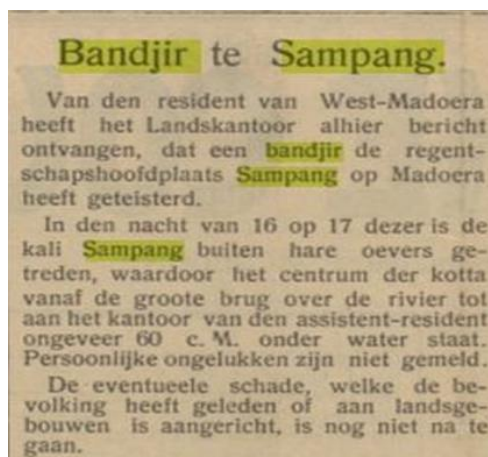 Bandjir te Sampang.
Van den resident van West-Madoera
heeft het Landskantoor alhier bericht
ontvangen, dat een bandjir de regent-
schapshoofdplaats Sampang op Madoera
heeft geteisterd.
In den nacht van 16 op 17 dezer is de
kali Sampang buiten hare oevers ge-
treden, waardoor het centrum der kotta
vanaf de groote brug over de rivier tot
aan het kantoor van den assistent-resident
ongeveer 60 c. M. onder water staat.
Persoonlijke ongelukken zijn niet gemeld.
De eventueele schade, welke de be-
volking heeft geleden of aan landsge-
bouwen is aangericht, is nog niet na te
gaan.